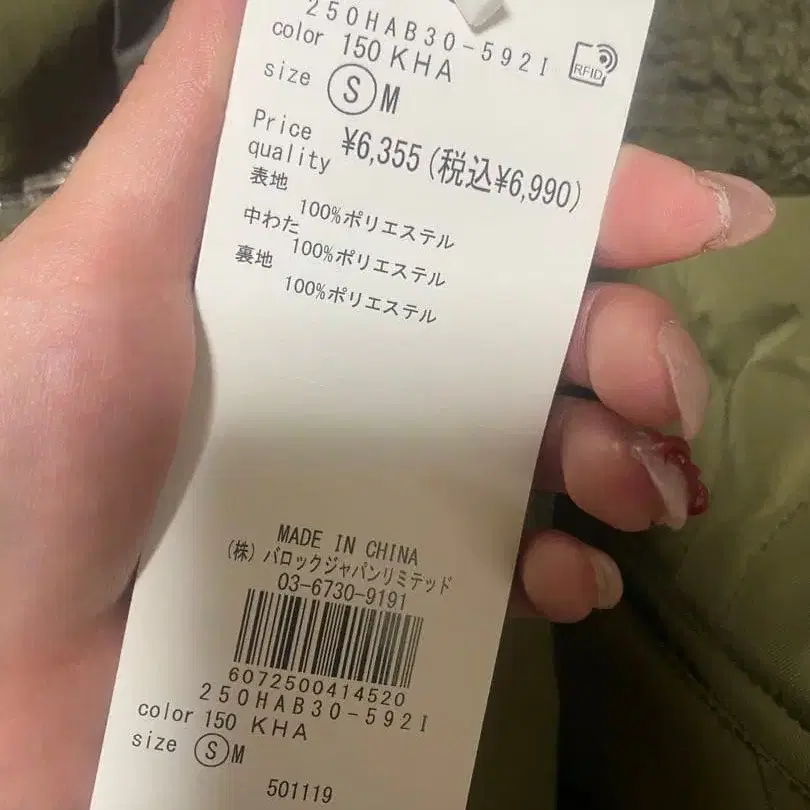 250HAB30-592I
color 150 KHA
RFID
size S M
Price ¥6,355(税込¥6,990)
quality
表地
100%ポリエステル
中わた
100%ポリエステル
裏地
100%ポリエステル
MADE IN CHINA
(株)バロックジャパンリミテッド
03-6730-9191
6072500414520
250HAB30-592I
color 150 KHA
size S M
501119